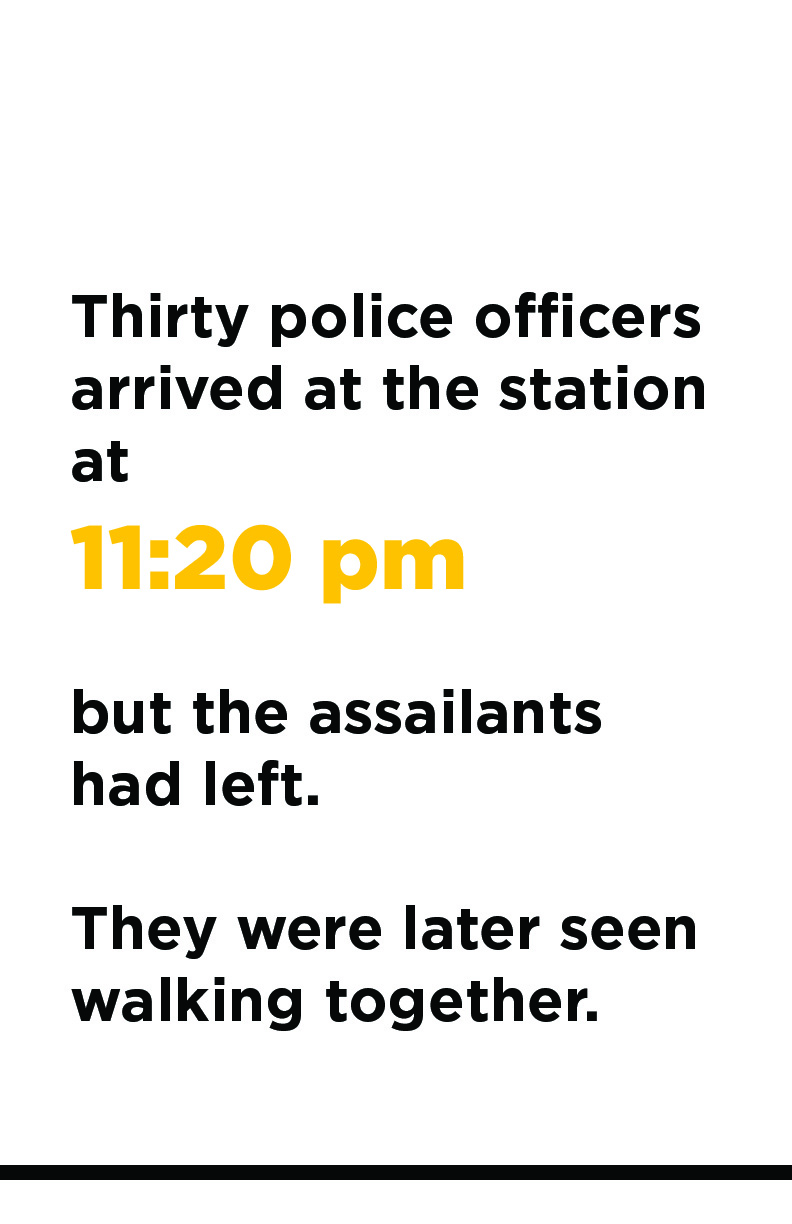 Thirty police officers
arrived at the station
at
11:20 pm
but the assailants
had left.
They were later seen
walking together.